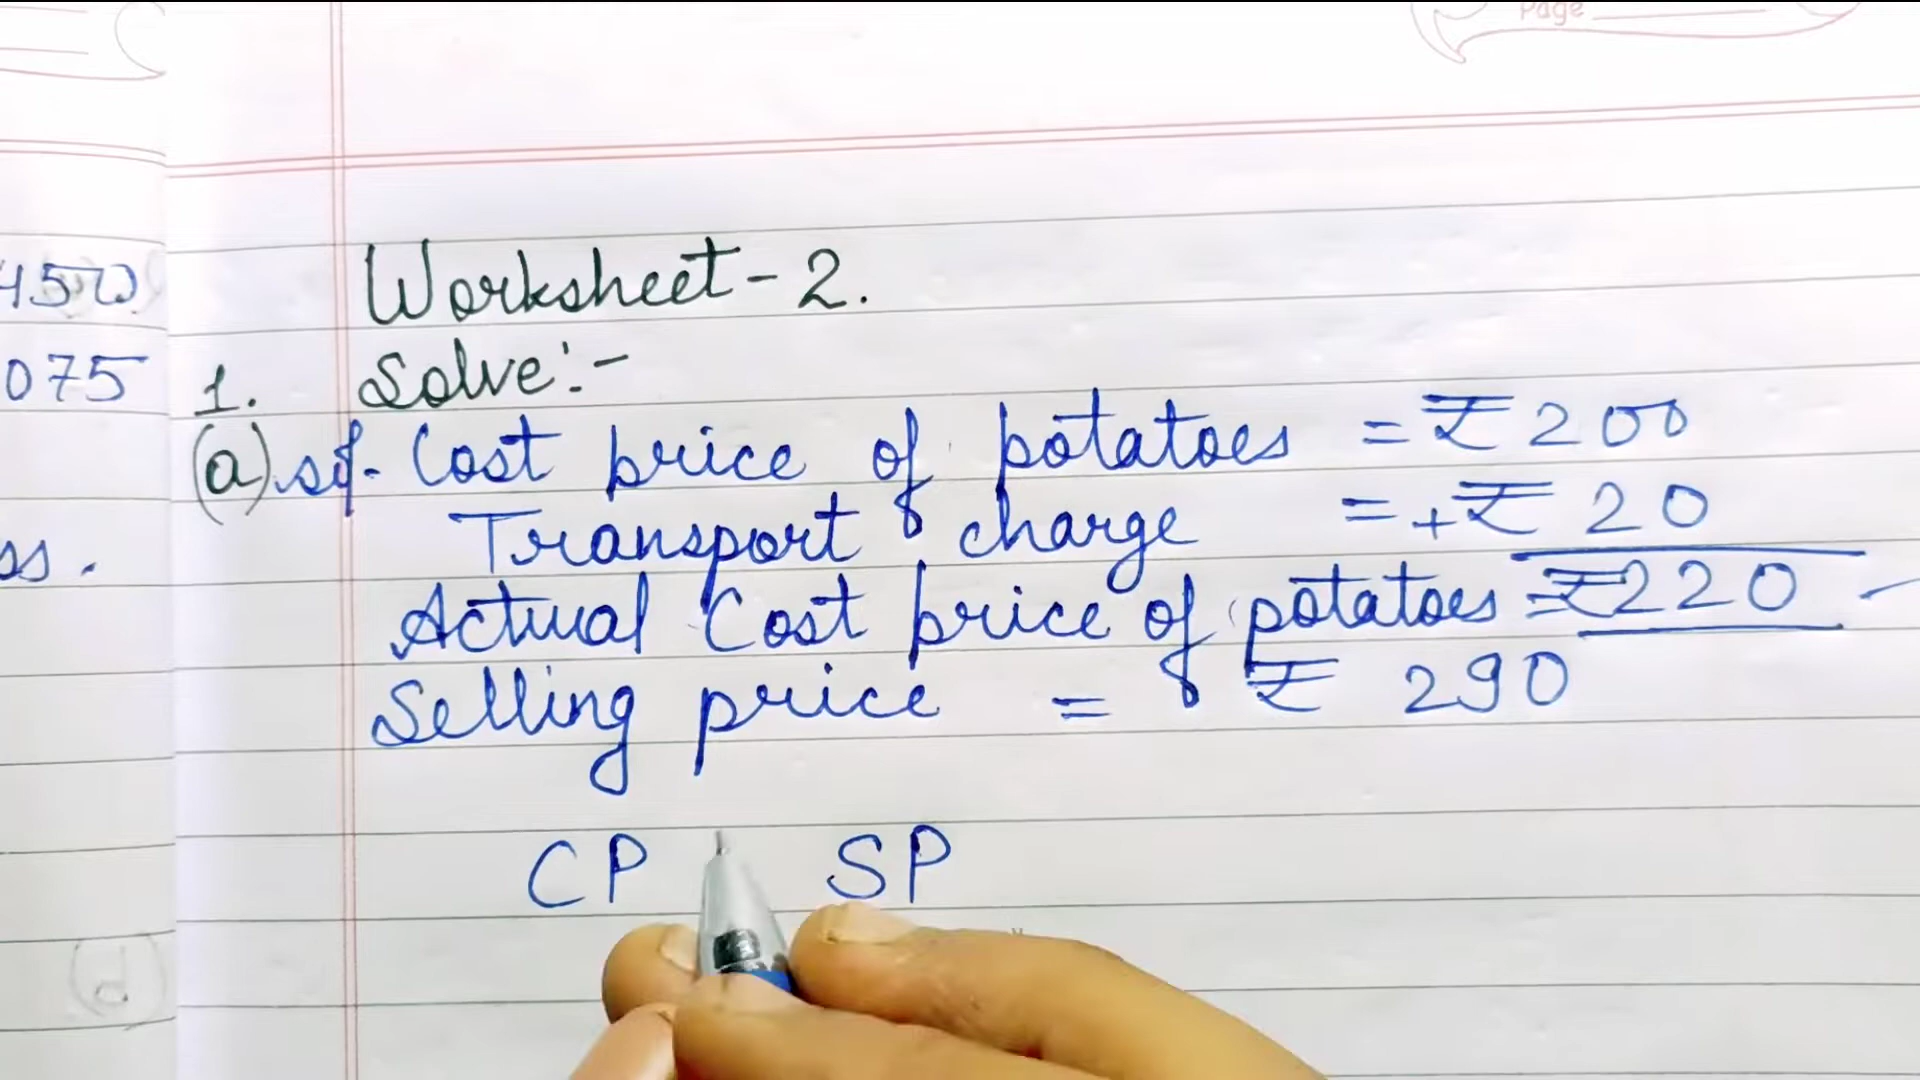 Page
450
075
ss.
Worksheet-2.
1. Solve:-
(a) Cost price of potatoes = ₹ 200
Transport charge = + ₹ 20
Actual Cost price of potatoes = ₹220
Selling price = ₹ 290
CP SP
d